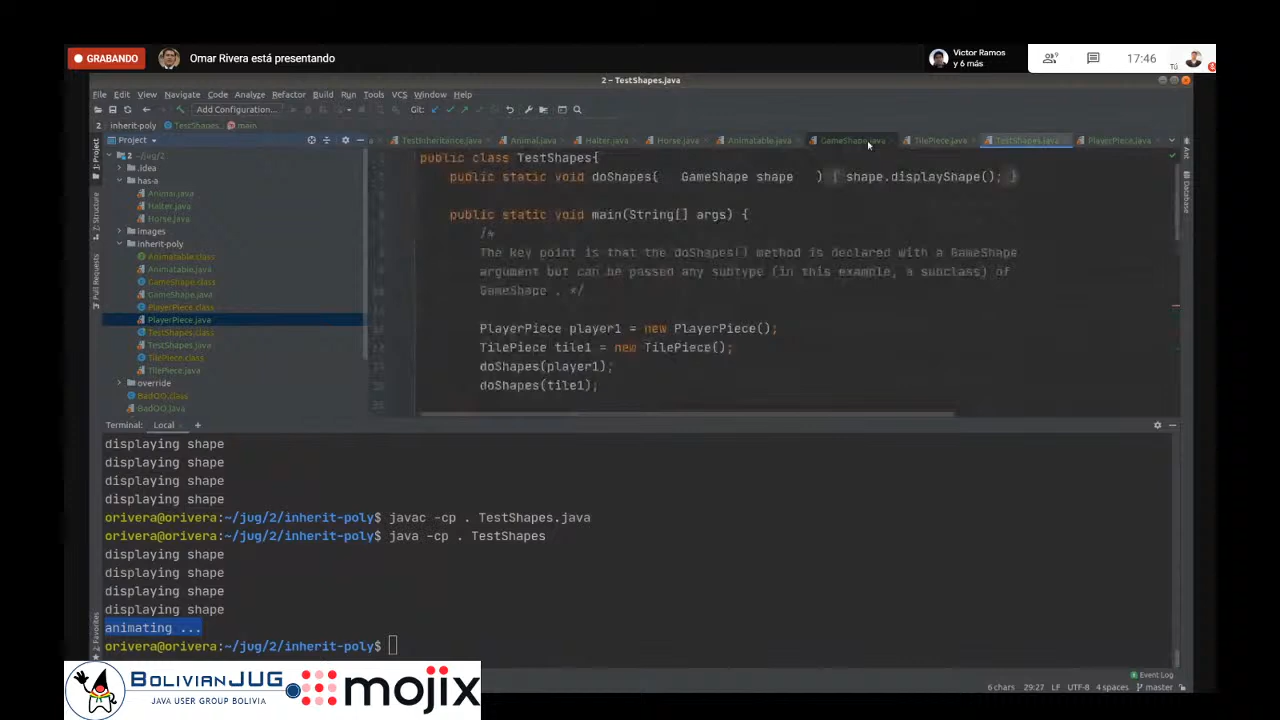 GRABANDO
Omar Rivera está presentando
Victor Ramos
y 6 más
17:46
Tú
2 – TestShapes.java
File Edit View Navigate Code Analyze Refactor Build Run Tools VCS Window Help
Add Configuration...
Git:
inherit-poly TestShapes main
Project
TestInheritance.java Animal.java Halter.java Horse.java Animatable.java GameShape.java TilePiece.java TestShapes.java PlayerPiece.java
1: Project
Structure
Pull Requests
2: Favorites
Ant
Database
2 ~/jug/2
.idea
has-a
Animal.java
Halter.java
Horse.java
images
inherit-poly
Animatable.class
Animatable.java
GameShape.class
GameShape.java
PlayerPiece.class
PlayerPiece.java
TestShapes.class
TestShapes.java
TilePiece.class
TilePiece.java
override
BadOO.class
BadOO.java
public class TestShapes{
public static void doShapes( GameShape shape ) { shape.displayShape(); }
public static void main(String[] args) {
/*
The key point is that the doShapes() method is declared with a GameShape
argument but can be passed any subtype (in this example, a subclass) of
GameShape . */
PlayerPiece player1 = new PlayerPiece();
TilePiece tile1 = new TilePiece();
doShapes(player1);
doShapes(tile1);
Terminal: Local +
displaying shape
displaying shape
displaying shape
displaying shape
orivera@orivera:~/jug/2/inherit-poly$ javac -cp . TestShapes.java
orivera@orivera:~/jug/2/inherit-poly$ java -cp . TestShapes
displaying shape
displaying shape
displaying shape
displaying shape
animating ...
orivera@orivera:~/jug/2/inherit-poly$
Event Log
6 chars 29:27 LF UTF-8 4 spaces master
BOLIVIANJUG
JAVA USER GROUP BOLIVIA
mojix